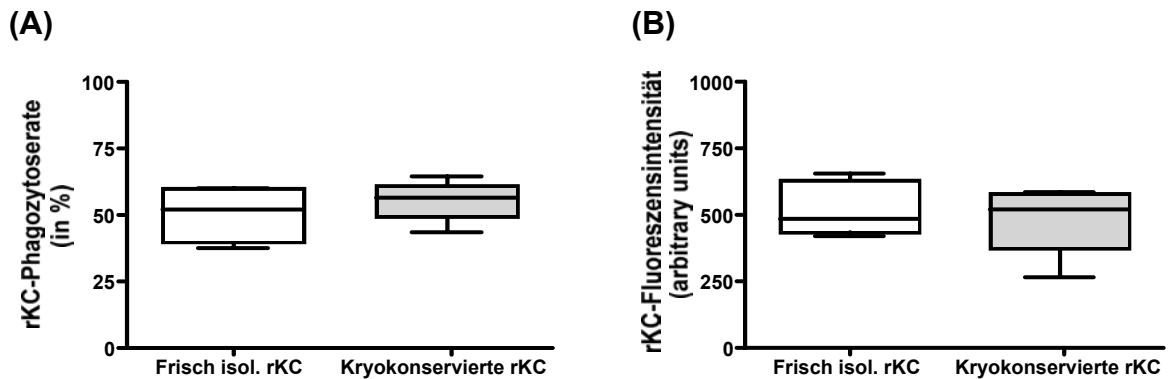 (A)
rKC-Phagozytoserate
(in %)
100
75
50
25
0
Frisch isol. rKC
Kryokonservierte rKC
(B)
rKC-Fluoreszensintensität
(arbitrary units)
1000
750
500
250
0
Frisch isol. rKC
Kryokonservierte rKC